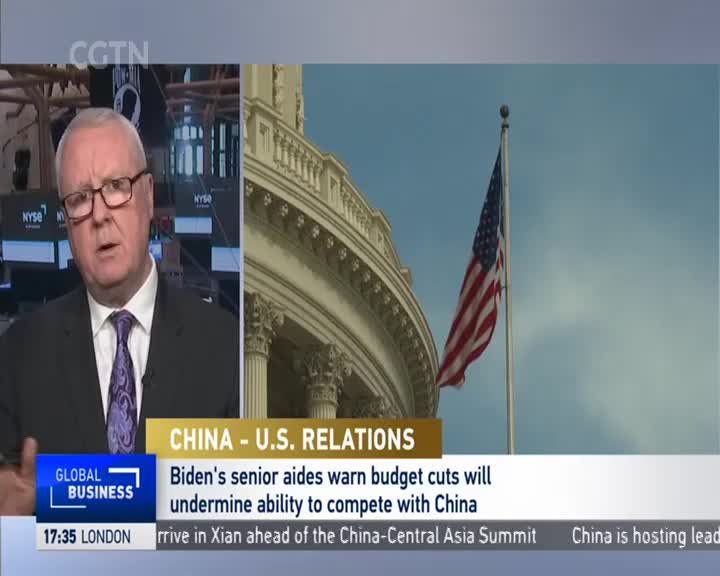 CGTN
NYSE
NYSE
CHINA - U.S. RELATIONS
Biden's senior aides warn budget cuts will
undermine ability to compete with China
GLOBAL
BUSINESS
17:35 LONDON
rrive in Xian ahead of the China-Central Asia Summit China is hosting lead